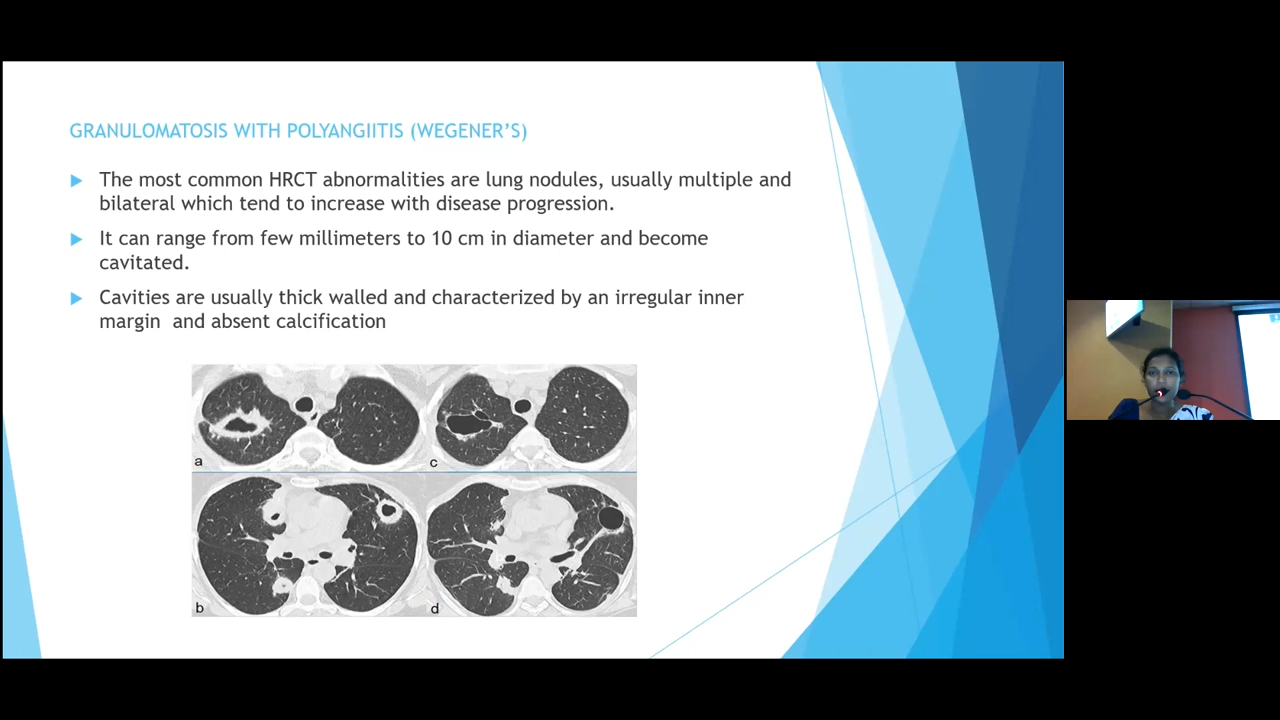 GRANULOMATOSIS WITH POLYANGIITIS (WEGENER'S)
The most common HRCT abnormalities are lung nodules, usually multiple and
bilateral which tend to increase with disease progression.
It can range from few millimeters to 10 cm in diameter and become
cavitated.
Cavities are usually thick walled and characterized by an irregular inner
margin and absent calcification
a
c
b
d